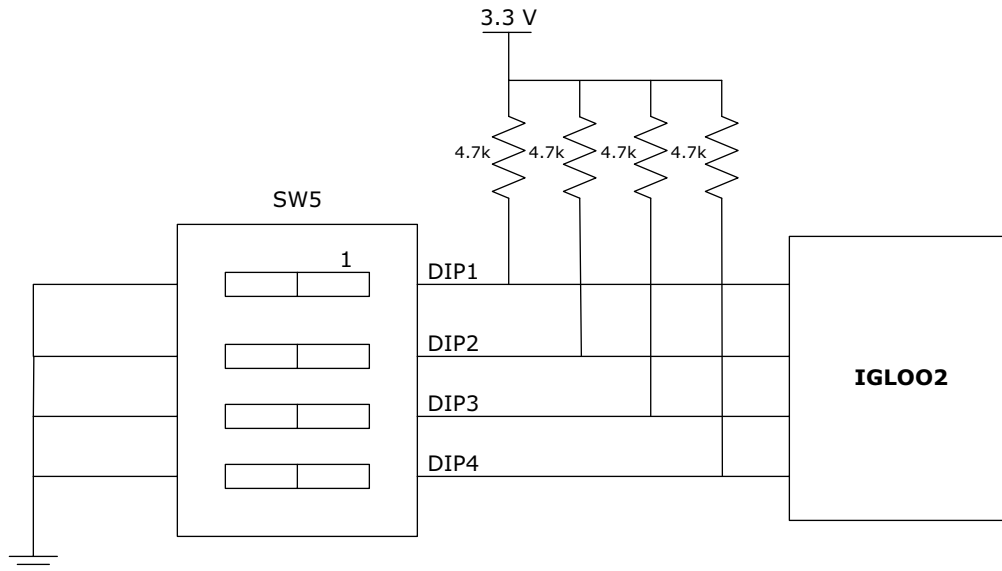 3.3 V
4.7k 4.7k 4.7k 4.7k
SW5
1
DIP1
DIP2
IGLOO2
DIP3
DIP4